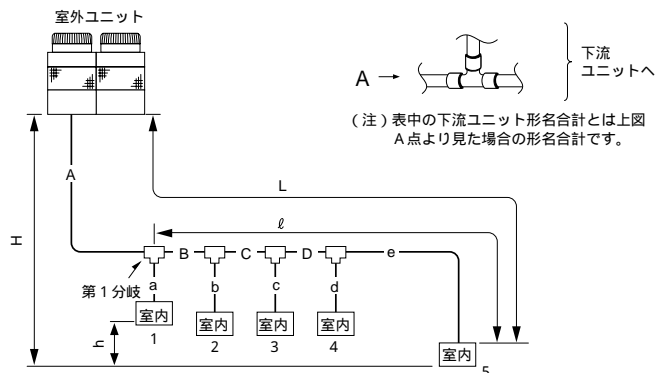 室外ユニット
A
下流
ユニットへ
(注)表中の下流ユニット形名合計とは上図
A点より見た場合の形名合計です。
A
L
H
ℓ
B
C
D
e
第1分岐
a
b
c
d
室内
室内
室内
室内
h
1
2
3
4
室内
5